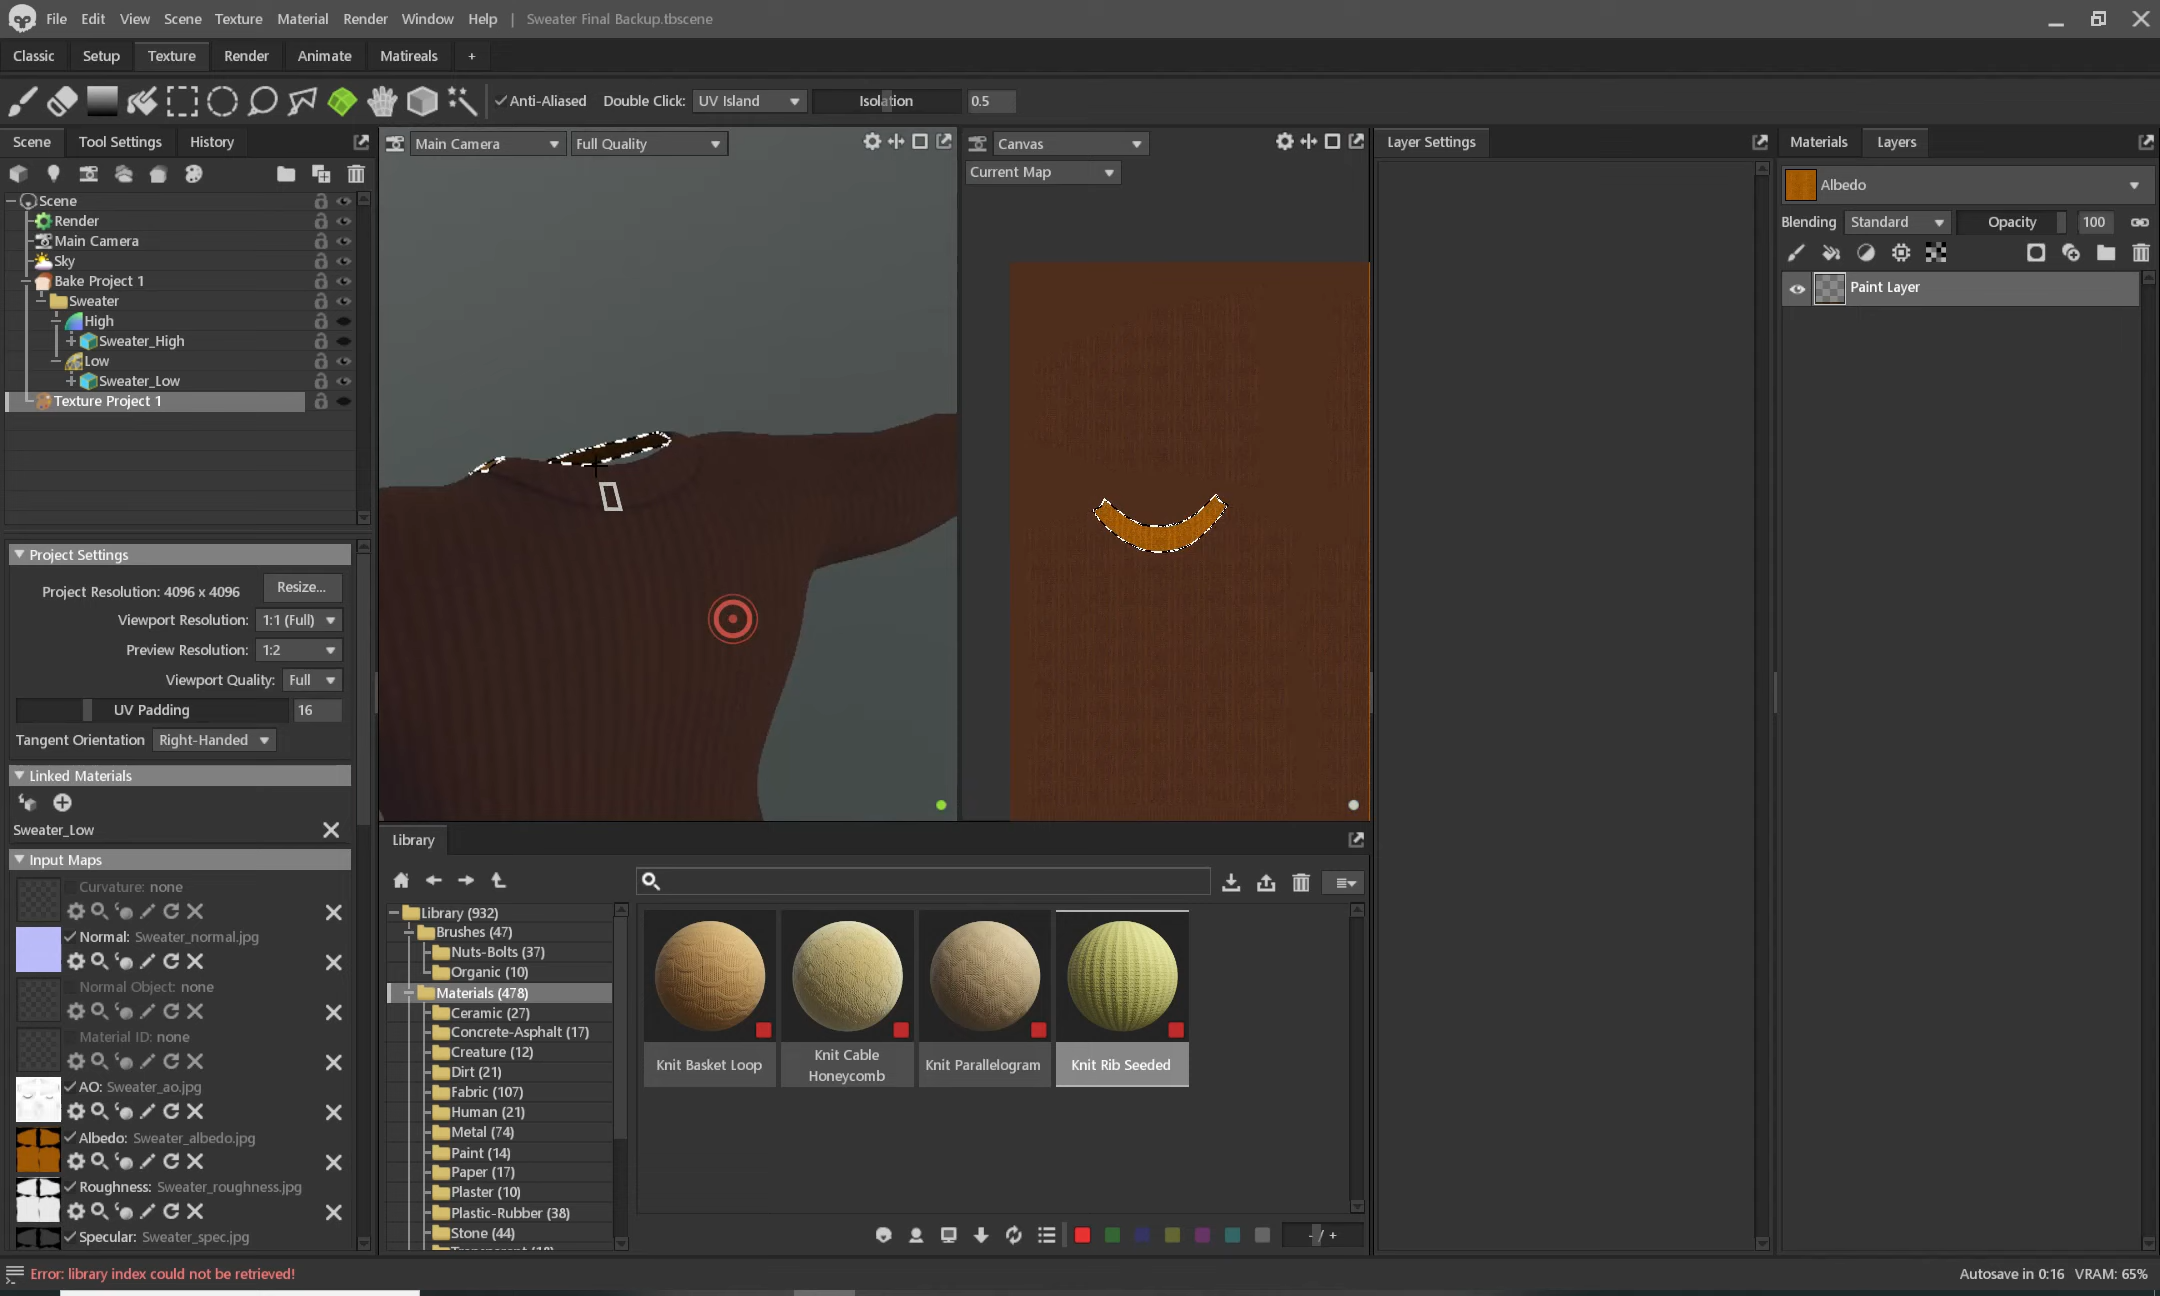 File Edit View Scene Texture Material Render Window Help | Sweater Final Backup.tbscene
Classic Setup Texture Render Animate Matireals +
Anti-Aliased Double Click: UV Island Isolation 0.5
Scene Tool Settings History
Main Camera Full Quality
Canvas
Current Map
Layer Settings
Materials Layers
Albedo
Blending Standard Opacity 100
Paint Layer
Scene
Render
Main Camera
Sky
Bake Project 1
Sweater
High
Sweater_High
Low
Sweater_Low
Texture Project 1
Project Settings
Project Resolution: 4096 x 4096 Resize...
Viewport Resolution: 1:1 (Full)
Preview Resolution: 1:2
Viewport Quality: Full
UV Padding 16
Tangent Orientation Right-Handed
Linked Materials
Sweater_Low
Input Maps
Curvature: none
Normal: Sweater_normal.jpg
Normal Object: none
Material ID: none
AO: Sweater_ao.jpg
Albedo: Sweater_albedo.jpg
Roughness: Sweater_roughness.jpg
Specular: Sweater_spec.jpg
Library
Library (932)
Brushes (47)
Nuts-Bolts (37)
Organic (10)
Materials (478)
Ceramic (27)
Concrete-Asphalt (17)
Creature (12)
Dirt (21)
Fabric (107)
Human (21)
Metal (74)
Paint (14)
Paper (17)
Plaster (10)
Plastic-Rubber (38)
Stone (44)
Knit Basket Loop
Knit Cable
Honeycomb
Knit Parallelogram
Knit Rib Seeded
- / +
Error: library index could not be retrieved!
Autosave in 0:16 VRAM: 65%